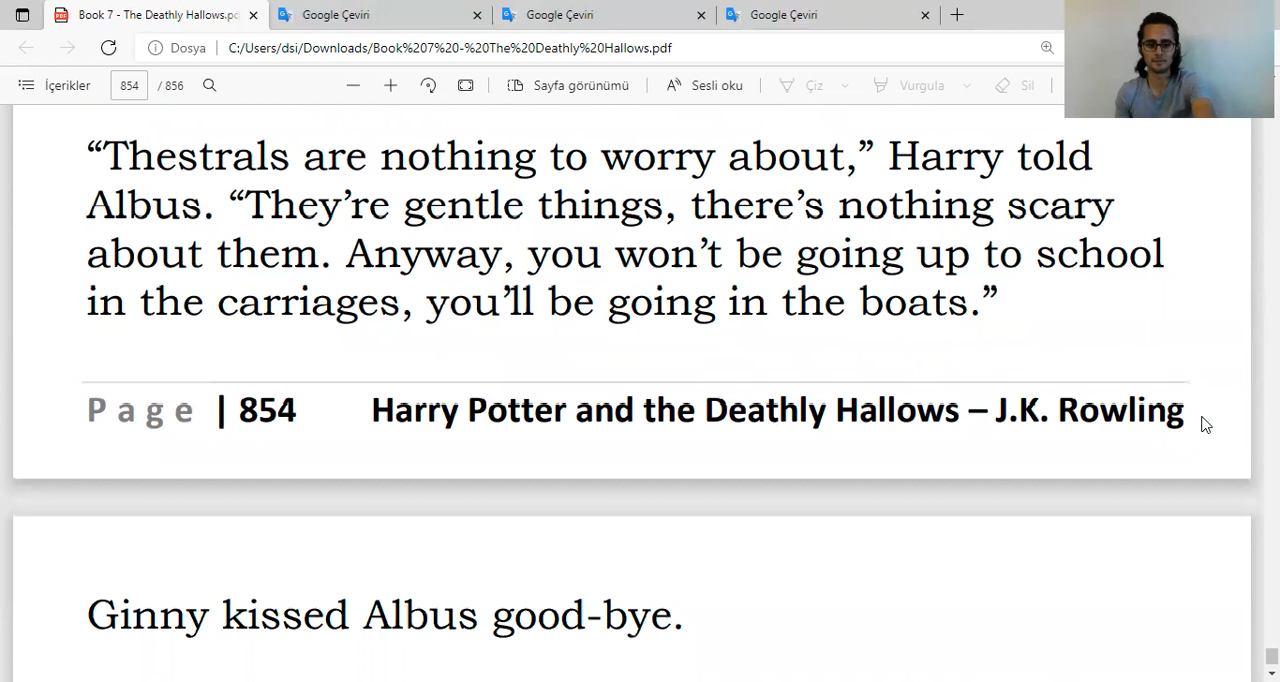 Book 7 - The Deathly Hallows.pd
Google Çeviri
Google Çeviri
Google Çeviri
Dosya
C:/Users/dsi/Downloads/Book%207%20-%20The%20Deathly%20Hallows.pdf
İçerikler 854 / 856 Sayfa görünümü Sesli oku Çiz Vurgula Sil
“Thestrals are nothing to worry about,” Harry told
Albus. “They’re gentle things, there’s nothing scary
about them. Anyway, you won’t be going up to school
in the carriages, you’ll be going in the boats.”
Page | 854 Harry Potter and the Deathly Hallows – J.K. Rowling
Ginny kissed Albus good-bye.